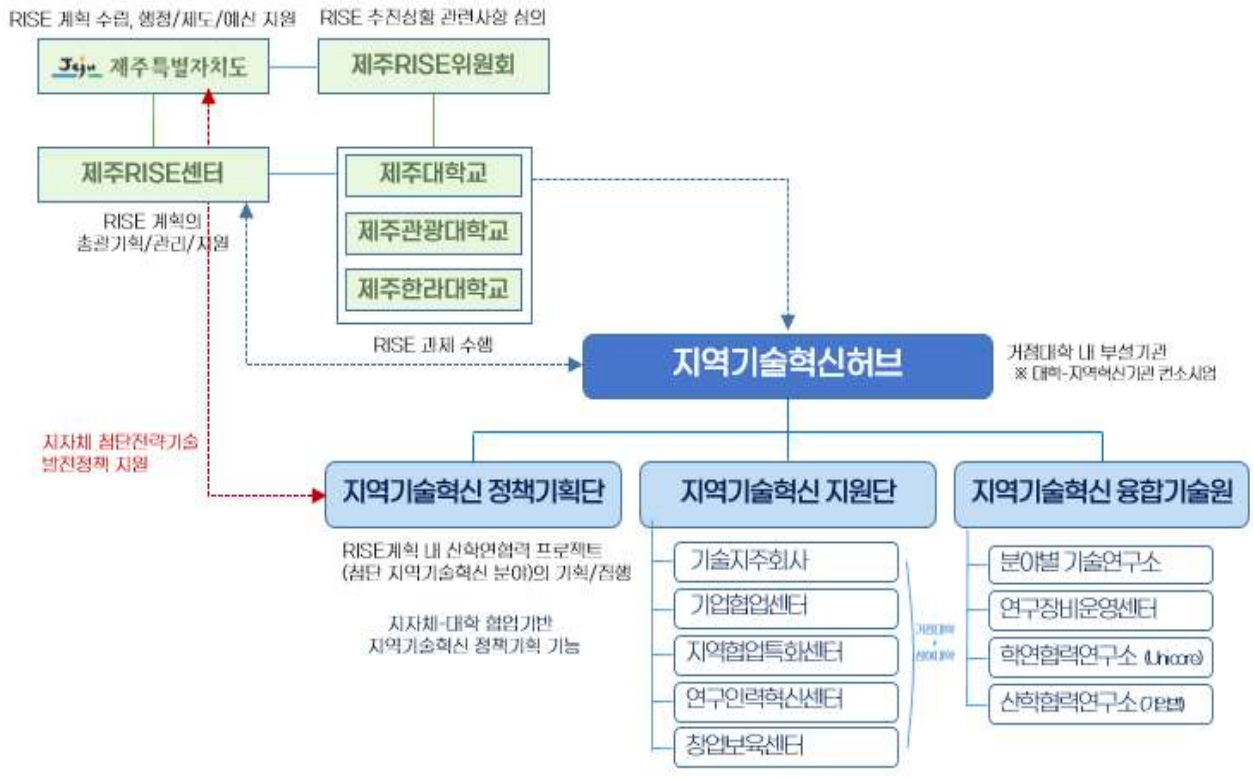 RISE 계획 수립, 행정/제도/예산 지원
RISE 추진상황 관련사항 심의
Jeju 제주특별자치도
제주RISE위원회
제주RISE센터
제주대학교
RISE 계획의
총괄기획/관리/지원
제주관광대학교
제주한라대학교
RISE 과제 수행
지역기술혁신허브
거점대학 내 부설기관
※ 대학-지역혁신기관 컨소시엄
지자체 첨단전략기술
발전정책 지원
지역기술혁신 정책기획단
지역기술혁신 지원단
지역기술혁신 융합기술원
RISE계획 내 산학연협력 프로젝트
(첨단 지역기술혁신 분야)의 기획/집행
지자체-대학 협업기반
지역기술혁신 정책기획 기능
기술지주회사
기업협업센터
지역협업특화센터
연구인력혁신센터
창업보육센터
거점대학
+
참여대학
분야별 기술연구소
연구장비운영센터
학연협력연구소 (Unicore)
산학협력연구소